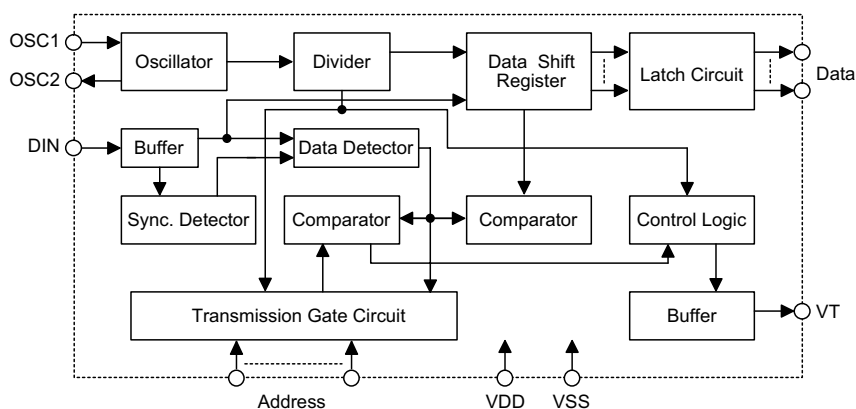 OSC1
OSC2
DIN
Oscillator
Divider
Data Shift
Register
Latch Circuit
Data
Buffer
Data Detector
Sync. Detector
Comparator
Comparator
Control Logic
Transmission Gate Circuit
Buffer
VT
Address
VDD
VSS